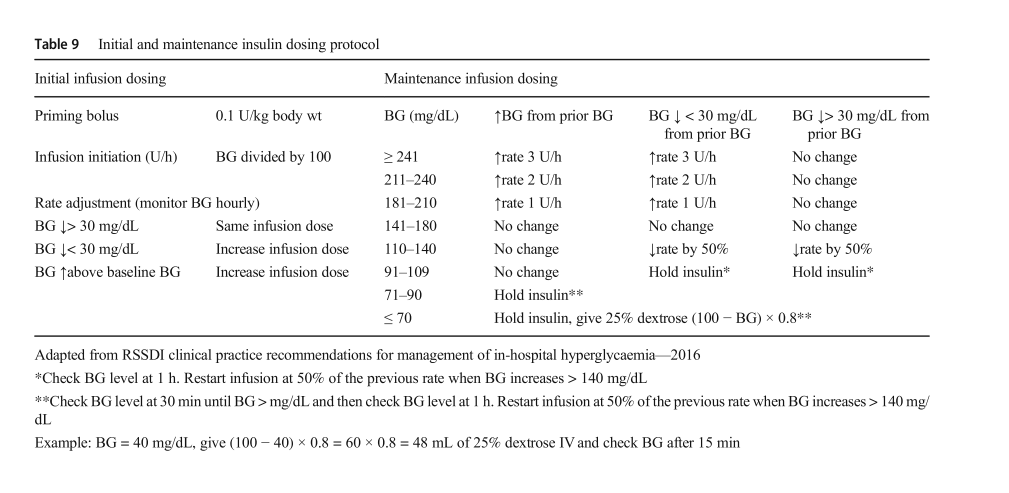 Table 9 Initial and maintenance insulin dosing protocol
Initial infusion dosing Maintenance infusion dosing
Priming bolus 0.1 U/kg body wt BG (mg/dL) ↑BG from prior BG BG ↓ < 30 mg/dL from prior BG BG ↓> 30 mg/dL from prior BG
Infusion initiation (U/h) BG divided by 100 ≥ 241 ↑rate 3 U/h ↑rate 3 U/h No change
211–240 ↑rate 2 U/h ↑rate 2 U/h No change
Rate adjustment (monitor BG hourly) 181–210 ↑rate 1 U/h ↑rate 1 U/h No change
BG ↓> 30 mg/dL Same infusion dose 141–180 No change No change No change
BG ↓< 30 mg/dL Increase infusion dose 110–140 No change ↓rate by 50% ↓rate by 50%
BG ↑above baseline BG Increase infusion dose 91–109 No change Hold insulin* Hold insulin*
71–90 Hold insulin**
≤ 70 Hold insulin, give 25% dextrose (100 − BG) × 0.8**
Adapted from RSSDI clinical practice recommendations for management of in-hospital hyperglycaemia—2016
*Check BG level at 1 h. Restart infusion at 50% of the previous rate when BG increases > 140 mg/dL
**Check BG level at 30 min until BG > mg/dL and then check BG level at 1 h. Restart infusion at 50% of the previous rate when BG increases > 140 mg/
dL
Example: BG = 40 mg/dL, give (100 − 40) × 0.8 = 60 × 0.8 = 48 mL of 25% dextrose IV and check BG after 15 min